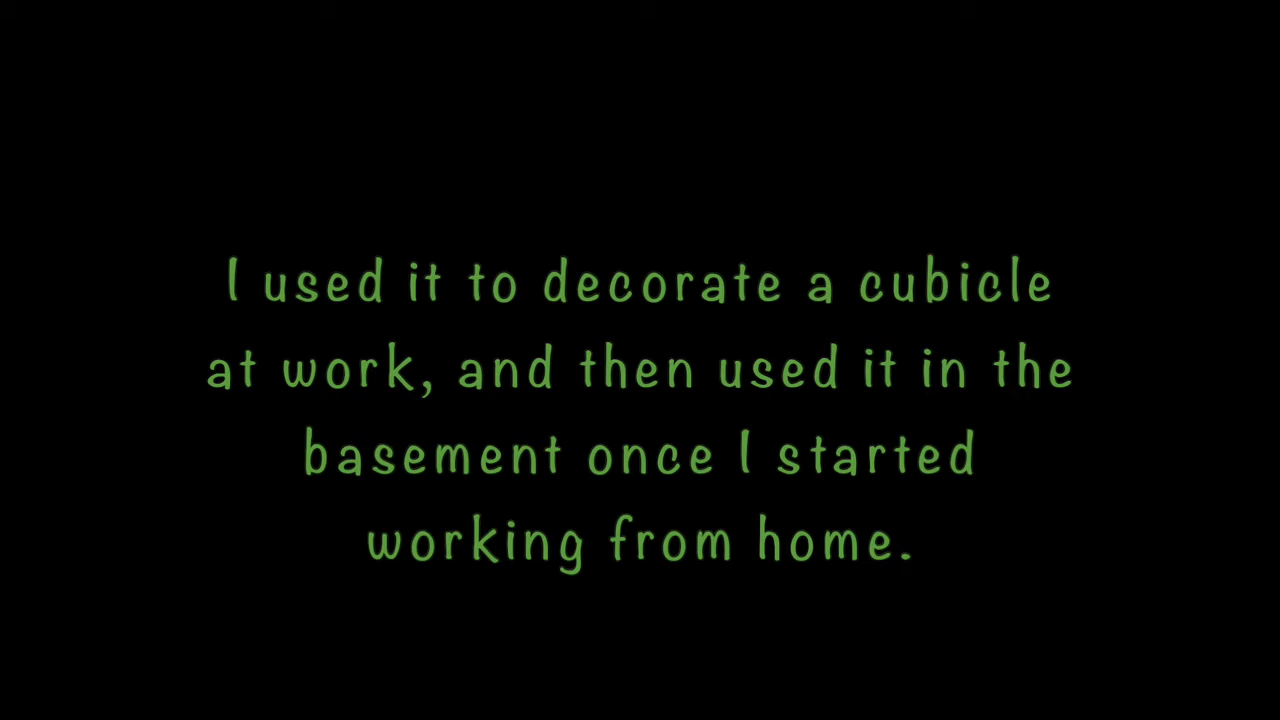 I used it to decorate a cubicle
at work, and then used it in the
basement once I started
working from home.